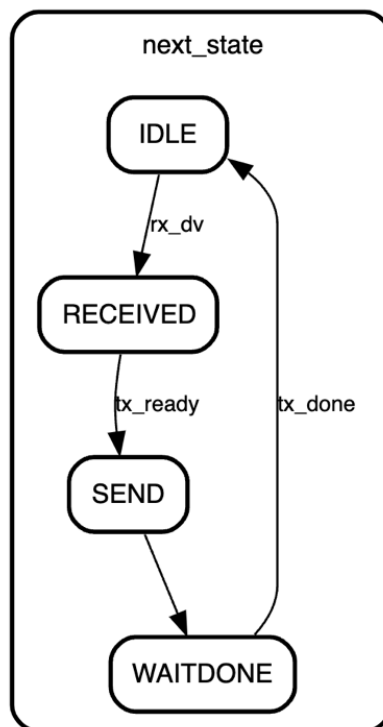 next_state
IDLE
rx_dv
RECEIVED
tx_ready
tx_done
SEND
WAITDONE